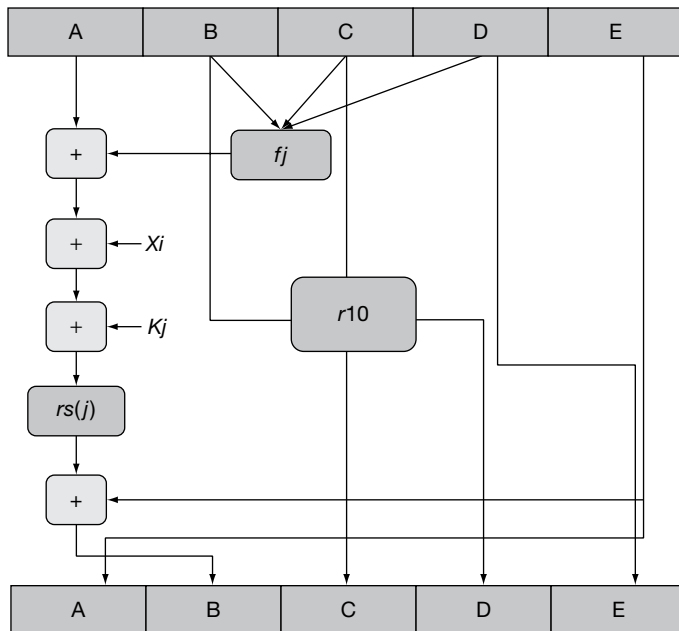 A B C D E
+ fj
+ Xi
r10
+ Kj
rs(j)
+
A B C D E